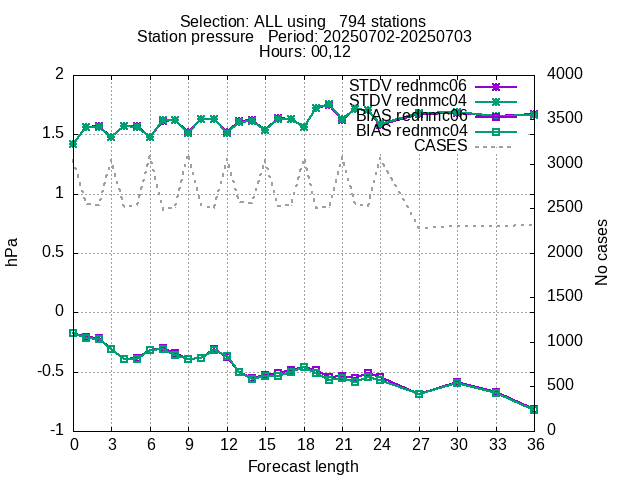 Selection: ALL using   794 stations
Station pressure   Period: 20250702-20250703
Hours: 00,12
2
1.5
1
0.5
0
-0.5
-1
4000
3500
3000
2500
2000
1500
1000
500
0
STDV rednmc06
STDV rednmc04
BIAS rednmc06
BIAS rednmc04
CASES
hPa
No cases
0 3 6 9 12 15 18 21 24 27 30 33 36
Forecast length